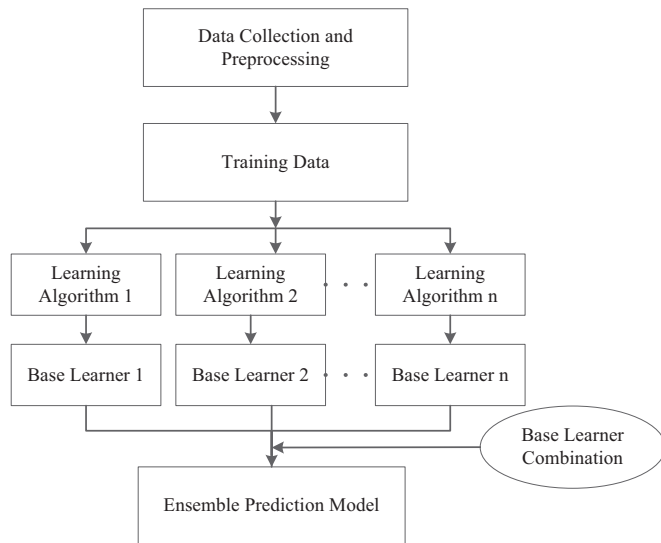 Data Collection and
Preprocessing
Training Data
Learning
Algorithm 1
Learning
Algorithm 2
. . .
Learning
Algorithm n
Base Learner 1
Base Learner 2
. . .
Base Learner n
Base Learner
Combination
Ensemble Prediction Model